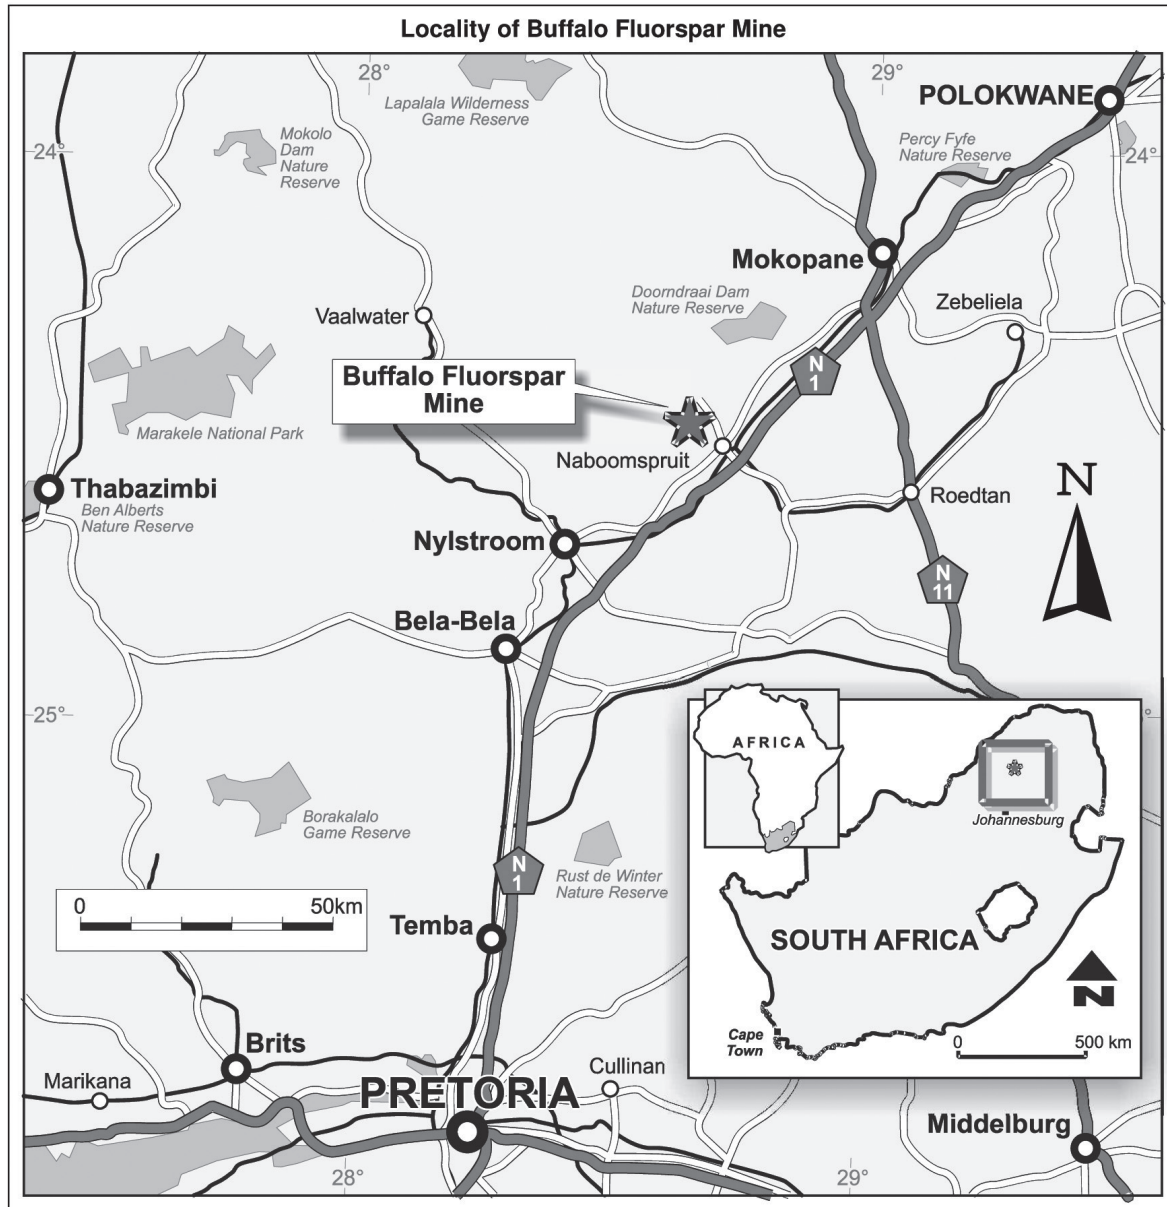 Locality of Buffalo Fluorspar Mine
28°
29°
Lapalala Wilderness
Game Reserve
POLOKWANE
Mokolo
Dam
Nature
Reserve
Percy Fyfe
Nature Reserve
24°
24°
Mokopane
Doorndraai Dam
Nature Reserve
Zebeliela
Vaalwater
N
1
Buffalo Fluorspar
Mine
Marakele National Park
Naboomspruit
Thabazimbi
Ben Alberts
Nature Reserve
Roedtan
N
Nylstroom
N
11
Bela-Bela
25°
°
AFRICA
Johannesburg
Borakalalo
Game Reserve
N
1
Rust de Winter
Nature Reserve
0 50km
Temba
SOUTH AFRICA
N
Cape
Town
0 500 km
Brits
Marikana
Cullinan
PRETORIA
Middelburg
28°
29°